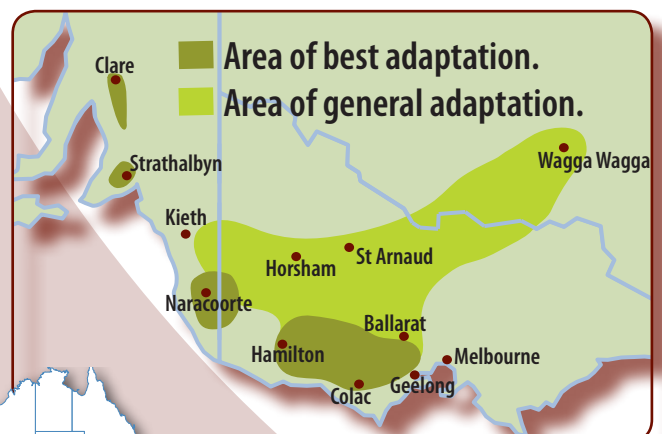 Clare
Area of best adaptation.
Area of general adaptation.
Strathalbyn
Wagga Wagga
Kieth
St Arnaud
Horsham
Naracoorte
Ballarat
Hamilton
Melbourne
Geelong
Colac